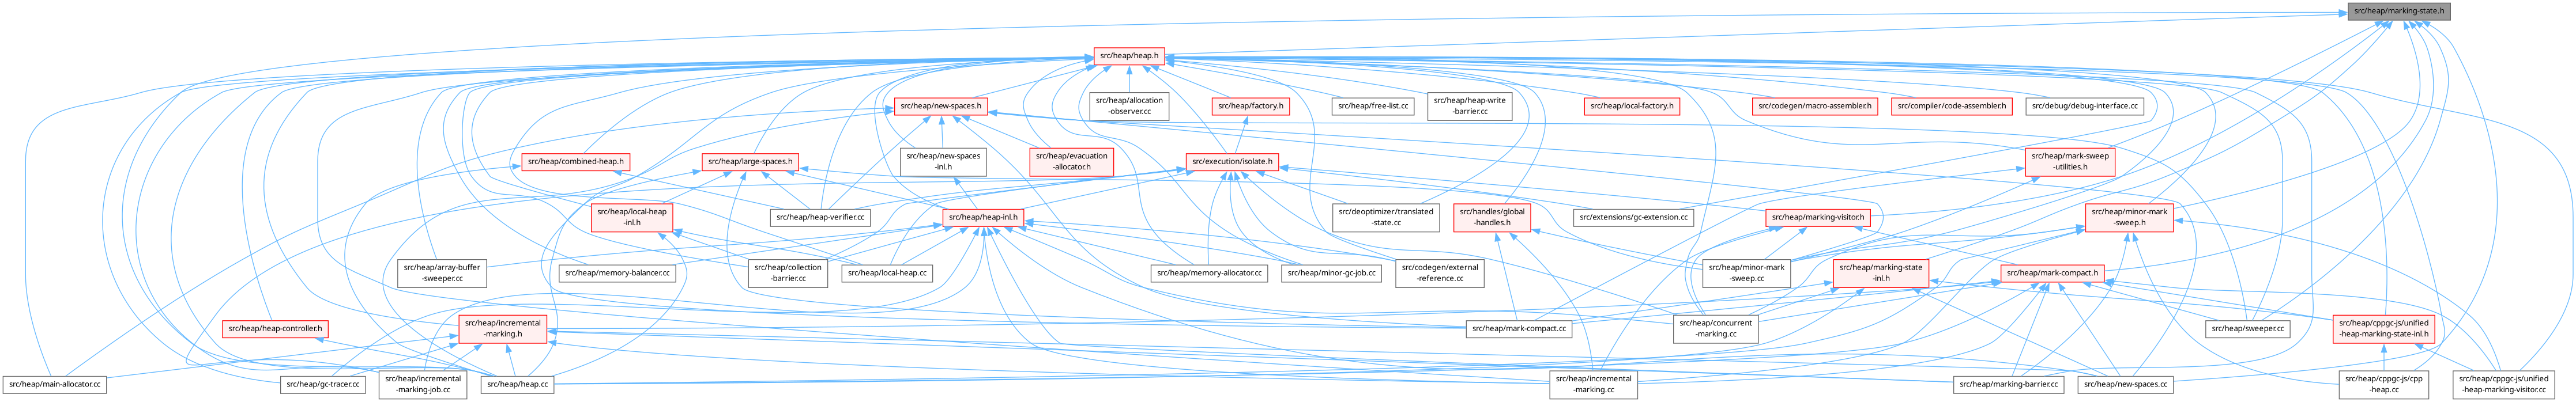 src/heap/marking-state.h
src/heap/heap.h
src/heap/new-spaces.h
src/heap/allocation
-observer.cc
src/heap/factory.h
src/heap/free-list.cc
src/heap/heap-write
-barrier.cc
src/heap/local-factory.h
src/codegen/macro-assembler.h
src/compiler/code-assembler.h
src/debug/debug-interface.cc
src/heap/combined-heap.h
src/heap/large-spaces.h
src/heap/new-spaces
-inl.h
src/heap/evacuation
-allocator.h
src/execution/isolate.h
src/heap/mark-sweep
-utilities.h
src/heap/local-heap
-inl.h
src/heap/heap-verifier.cc
src/heap/heap-inl.h
src/deoptimizer/translated
-state.cc
src/handles/global
-handles.h
src/extensions/gc-extension.cc
src/heap/marking-visitor.h
src/heap/minor-mark
-sweep.h
src/heap/array-buffer
-sweeper.cc
src/heap/memory-balancer.cc
src/heap/collection
-barrier.cc
src/heap/local-heap.cc
src/heap/memory-allocator.cc
src/heap/minor-gc-job.cc
src/codegen/external
-reference.cc
src/heap/minor-mark
-sweep.cc
src/heap/marking-state
-inl.h
src/heap/mark-compact.h
src/heap/heap-controller.h
src/heap/incremental
-marking.h
src/heap/mark-compact.cc
src/heap/concurrent
-marking.cc
src/heap/sweeper.cc
src/heap/cppgc-js/unified
-heap-marking-state-inl.h
src/heap/main-allocator.cc
src/heap/gc-tracer.cc
src/heap/incremental
-marking-job.cc
src/heap/heap.cc
src/heap/incremental
-marking.cc
src/heap/marking-barrier.cc
src/heap/new-spaces.cc
src/heap/cppgc-js/cpp
-heap.cc
src/heap/cppgc-js/unified
-heap-marking-visitor.cc